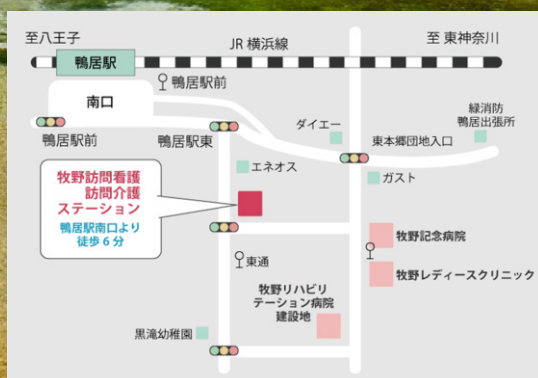 至八王子
JR 横浜線
至 東神奈川
鴨居駅
鴨居駅前
南口
鴨居駅前
鴨居駅東
ダイエー
東本郷団地入口
緑消防
鴨居出張所
エネオス
ガスト
牧野訪問看護
訪問介護
ステーション
鴨居駅南口より
徒歩 6 分
牧野記念病院
東通
牧野レディースクリニック
牧野リハビリ
テーション病院
建設地
黒滝幼稚園